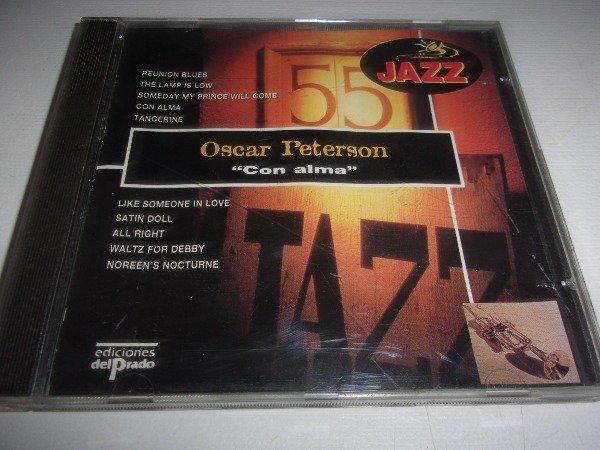 REUNION BLUES
THE LAMP IS LOW
SOMEDAY MY PRINCE WILL COME
CON ALMA
TANGERINE
55
JAZZ
Oscar Peterson
"Con alma"
LIKE SOMEONE IN LOVE
SATIN DOLL
ALL RIGHT
WALTZ FOR DEBBY
NOREEN'S NOCTURNE
JAZZ
ediciones
delPrado